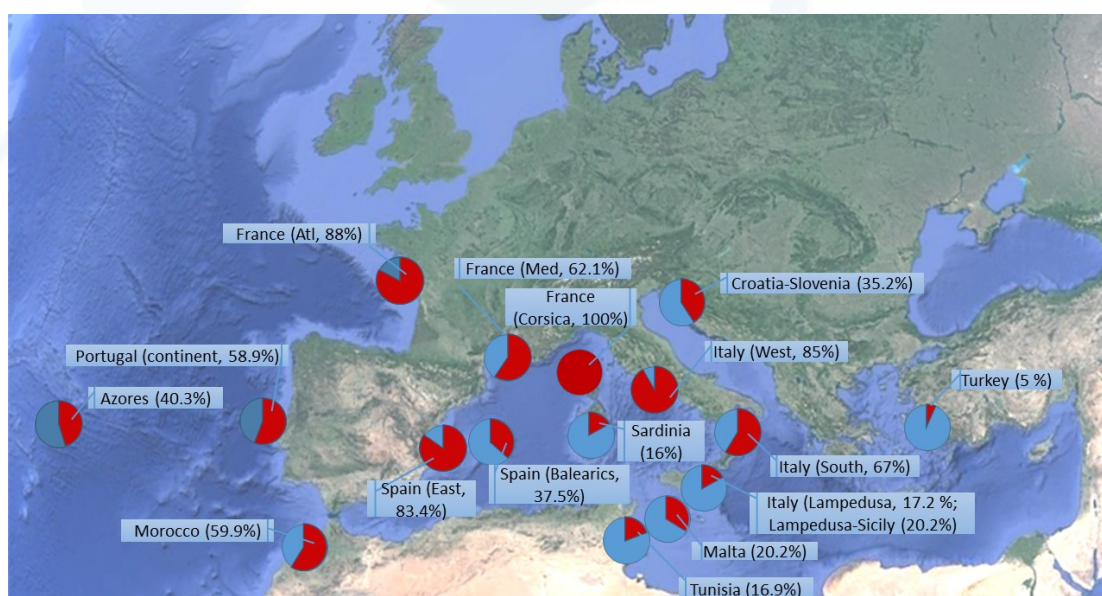 France (Atl, 88%)
France (Med, 62.1%)
France
(Corsica, 100%)
Croatia-Slovenia (35.2%)
Portugal (continent, 58.9%)
Italy (West, 85%)
Azores (40.3%)
Turkey (5 %)
Sardinia
(16%)
Spain (East,
83.4%)
Spain (Balearics,
37.5%)
Italy (South, 67%)
Italy (Lampedusa, 17.2 %;
Lampedusa-Sicily (20.2%)
Morocco (59.9%)
Malta (20.2%)
Tunisia (16.9%)